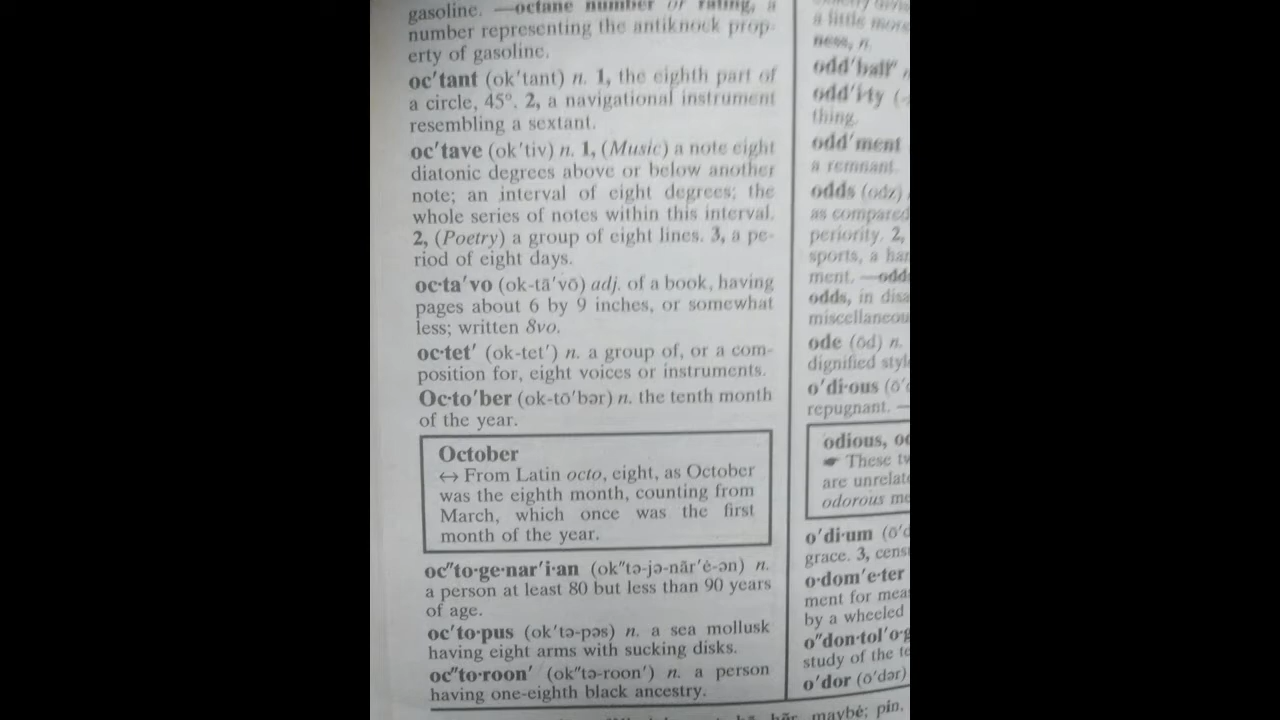 gasoline. —octane number or rating, a
number representing the antiknock prop-
erty of gasoline.
oc′tant (ok′tant) n. 1, the eighth part of
a circle, 45°. 2, a navigational instrument
resembling a sextant.
oc′tave (ok′tiv) n. 1, (Music) a note eight
diatonic degrees above or below another
note; an interval of eight degrees; the
whole series of notes within this interval.
2, (Poetry) a group of eight lines. 3, a pe-
riod of eight days.
oc·ta′vo (ok-tā′vō) adj. of a book, having
pages about 6 by 9 inches, or somewhat
less; written 8vo.
oc·tet′ (ok-tet′) n. a group of, or a com-
position for, eight voices or instruments.
Oc·to′ber (ok-tō′bər) n. the tenth month
of the year.
October
↔ From Latin octo, eight, as October
was the eighth month, counting from
March, which once was the first
month of the year.
oc″to·ge·nar′i·an (ok″tə-jə-nãr′ė-ən) n.
a person at least 80 but less than 90 years
of age.
oc′to·pus (ok′tə-pəs) n. a sea mollusk
having eight arms with sucking disks.
oc″to·roon′ (ok″tə-roon′) n. a person
having one-eighth black ancestry.
a little more
ness, n.
odd′ball″
odd′i·ty
thing.
odd′ment
a remnant.
odds (odz)
as compared
periority. 2,
sports, a
ment. —odd
odds, in
miscellaneou
ode (ōd) n.
dignified
o′di·ous
repugnant. —
odious,
☛ These
are
odorous
o′di·um
grace. 3,
o·dom′e·ter
ment for
by a wheeled
o″don·tol′o·g
study of the
o′dor (ō′dər)
hãr, maybė; pin,